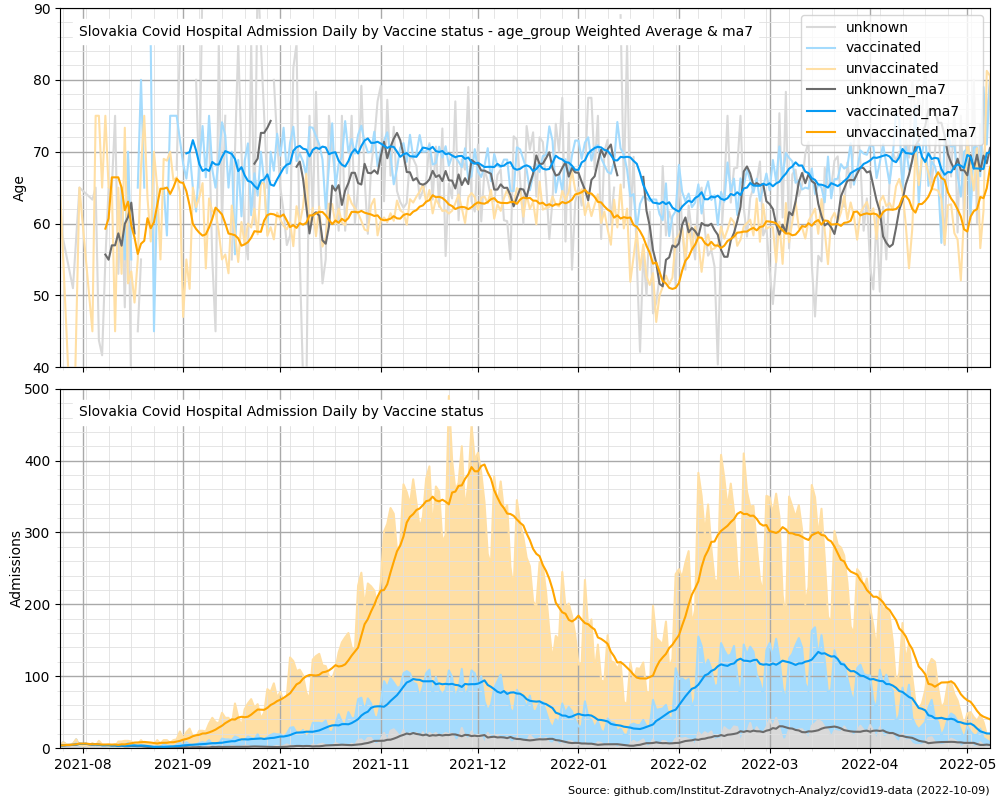 Slovakia Covid Hospital Admission Daily by Vaccine status - age_group Weighted Average & ma7
unknown
vaccinated
unvaccinated
unknown_ma7
vaccinated_ma7
unvaccinated_ma7
90
80
70
60
50
40
Age
Slovakia Covid Hospital Admission Daily by Vaccine status
500
400
300
200
100
0
Admissions
2021-08 2021-09 2021-10 2021-11 2021-12 2022-01 2022-02 2022-03 2022-04 2022-05
Source: github.com/Institut-Zdravotnych-Analyz/covid19-data (2022-10-09)